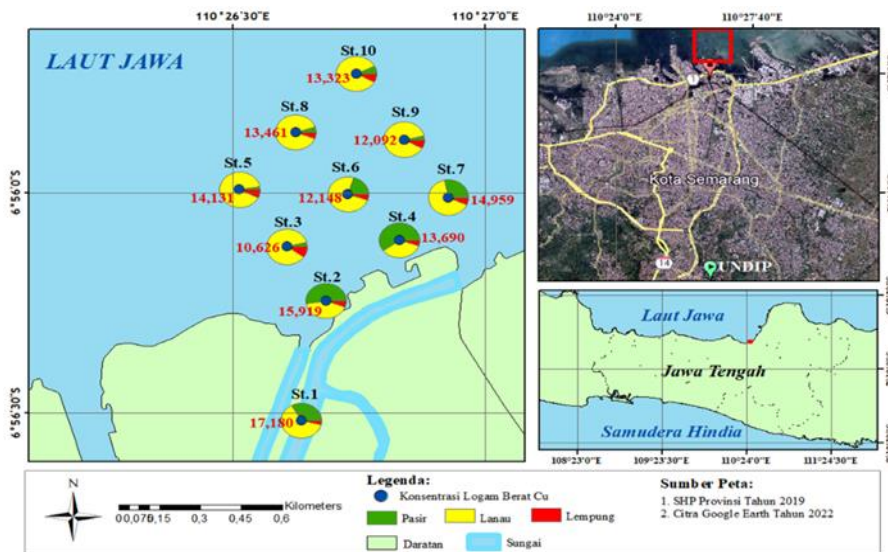 110°26'30"E
110°27'0"E
LAUT JAWA
St.10
13,323
St.8
13,461
St.9
12,092
St.5
14,131
St.6
12,148
St.7
14,959
St.3
10,626
St.4
13,690
St.2
15,919
St.1
17,180
6°56'0"S
6°56'30"S
110°24'0"E
110°27'40"E
1
Kota Semarang
14
UNDIP
Laut Jawa
Jawa Tengah
Samudera Hindia
108°23'0"E
109°23'30"E
110°24'0"E
111°24'30"E
N
Kilometers
0 0,075 0,15 0,3 0,45 0,6
Legenda:
Konsentrasi Logam Berat Cu
Pasir
Lanau
Lempung
Daratan
Sungai
Sumber Peta:
1. SHP Provinsi Tahun 2019
2. Citra Google Earth Tahun 2022